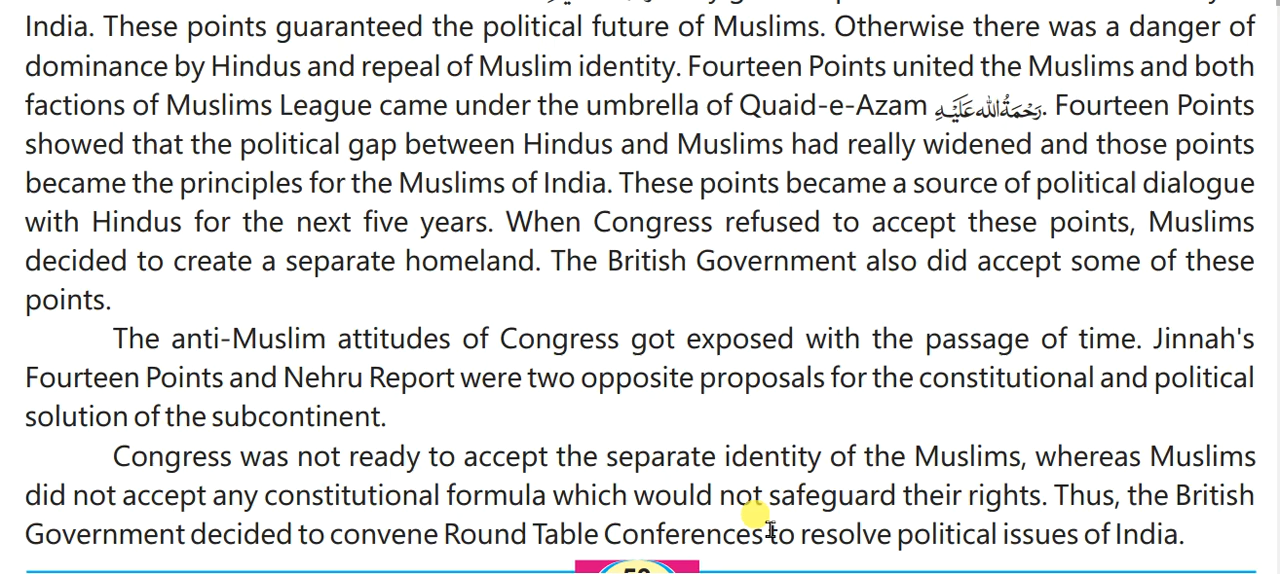 India. These points guaranteed the political future of Muslims. Otherwise there was a danger of
dominance by Hindus and repeal of Muslim identity. Fourteen Points united the Muslims and both
factions of Muslims League came under the umbrella of Quaid-e-Azam رَحْمَةُ اللهِ عَلَيْهِ. Fourteen Points
showed that the political gap between Hindus and Muslims had really widened and those points
became the principles for the Muslims of India. These points became a source of political dialogue
with Hindus for the next five years. When Congress refused to accept these points, Muslims
decided to create a separate homeland. The British Government also did accept some of these
points.
The anti-Muslim attitudes of Congress got exposed with the passage of time. Jinnah's
Fourteen Points and Nehru Report were two opposite proposals for the constitutional and political
solution of the subcontinent.
Congress was not ready to accept the separate identity of the Muslims, whereas Muslims
did not accept any constitutional formula which would not safeguard their rights. Thus, the British
Government decided to convene Round Table Conferences to resolve political issues of India.